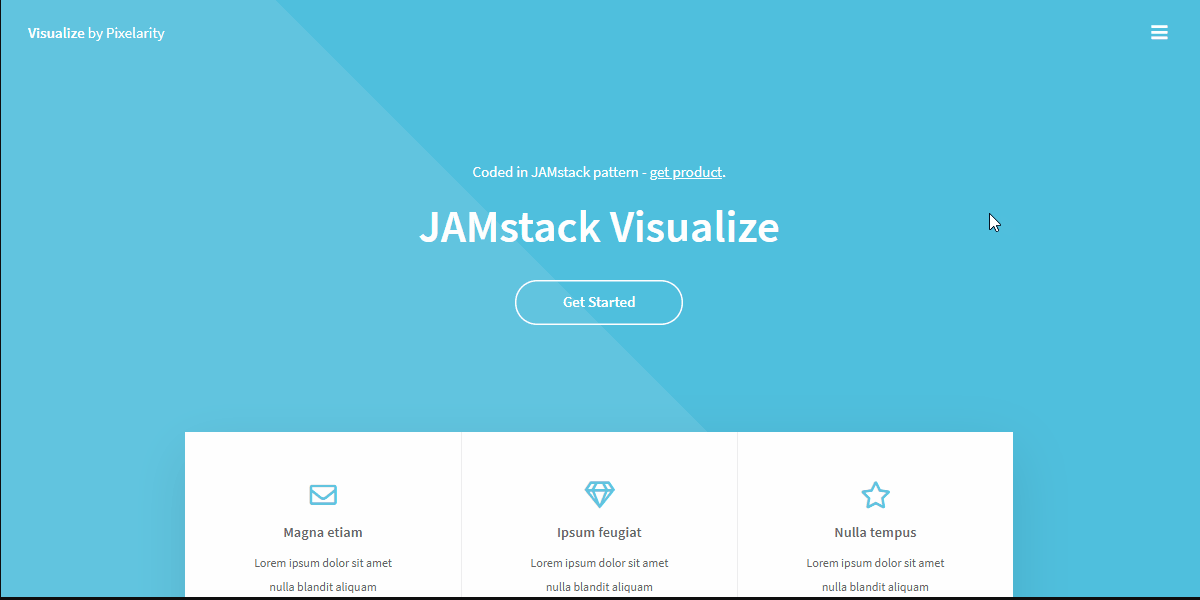 Visualize by Pixelarity
Coded in JAMstack pattern - get product.
JAMstack Visualize
Get Started
Magna etiam
Lorem ipsum dolor sit amet
nulla blandit aliquam
Ipsum feugiat
Lorem ipsum dolor sit amet
nulla blandit aliquam
Nulla tempus
Lorem ipsum dolor sit amet
nulla blandit aliquam